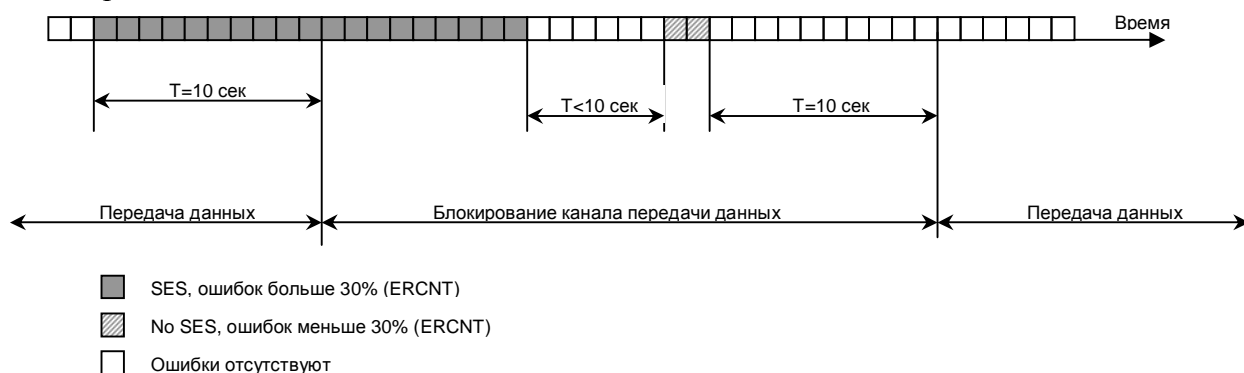 Время
T=10 сек
T<10 сек
T=10 сек
Передача данных
Блокирование канала передачи данных
Передача данных
SES, ошибок больше 30% (ERCNT)
No SES, ошибок меньше 30% (ERCNT)
Ошибки отсутствуют